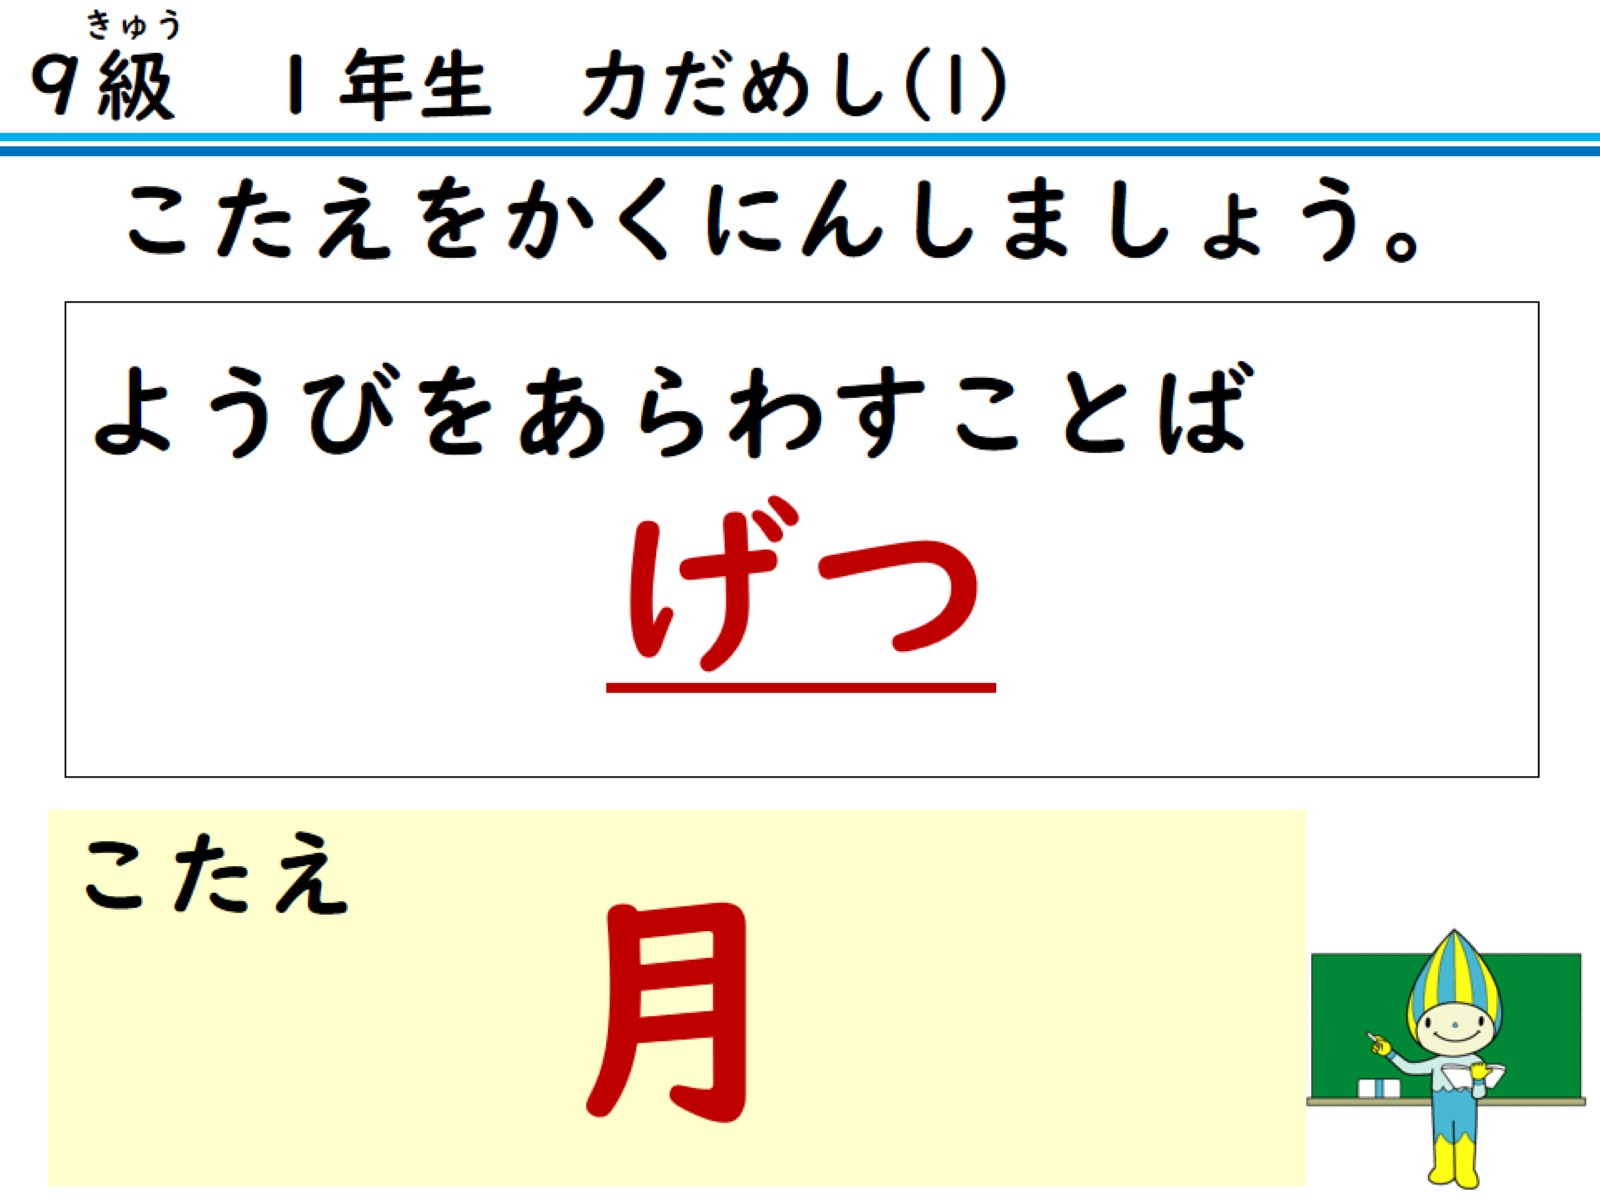 きゅう
9級　1年生　力だめし(1)
こたえをかくにんしましょう。
ようびをあらわすことば
げつ
こたえ
月